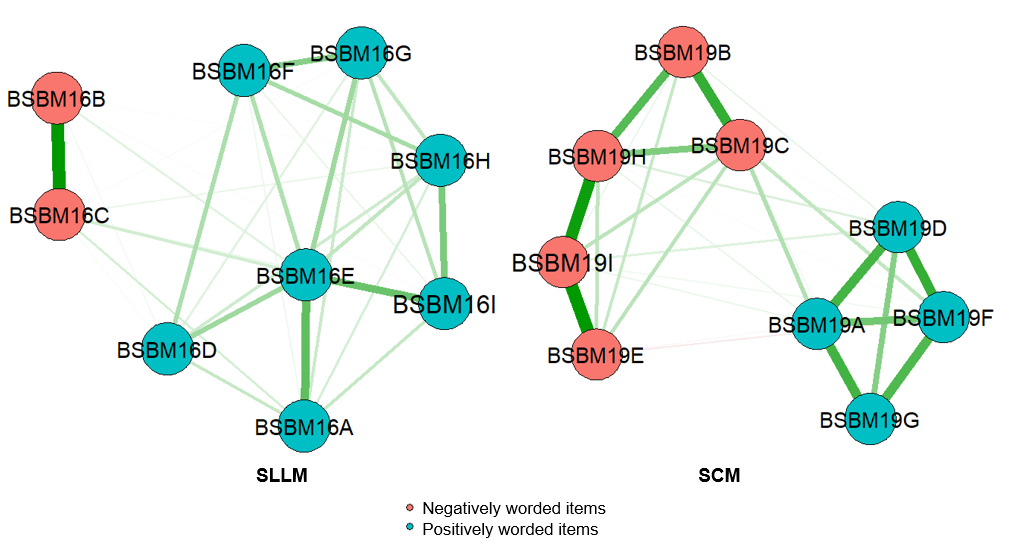 BSBM16G
BSBM16F
BSBM16B
BSBM16H
BSBM16C
BSBM16E
BSBM16I
BSBM16D
BSBM16A
SLLM
BSBM19B
BSBM19C
BSBM19H
BSBM19D
BSBM19I
BSBM19A
BSBM19F
BSBM19E
BSBM19G
SCM
Negatively worded items
Positively worded items